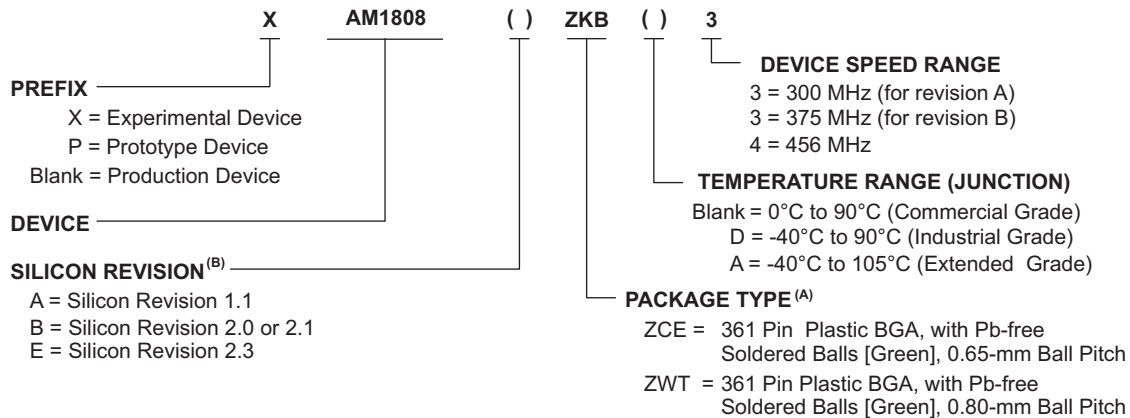 X AM1808 ( ) ZKB ( ) 3
PREFIX
X = Experimental Device
P = Prototype Device
Blank = Production Device
DEVICE
SILICON REVISION(B)
A = Silicon Revision 1.1
B = Silicon Revision 2.0 or 2.1
E = Silicon Revision 2.3
DEVICE SPEED RANGE
3 = 300 MHz (for revision A)
3 = 375 MHz (for revision B)
4 = 456 MHz
TEMPERATURE RANGE (JUNCTION)
Blank = 0°C to 90°C (Commercial Grade)
D = -40°C to 90°C (Industrial Grade)
A = -40°C to 105°C (Extended Grade)
PACKAGE TYPE(A)
ZCE = 361 Pin Plastic BGA, with Pb-free
Soldered Balls [Green], 0.65-mm Ball Pitch
ZWT = 361 Pin Plastic BGA, with Pb-free
Soldered Balls [Green], 0.80-mm Ball Pitch